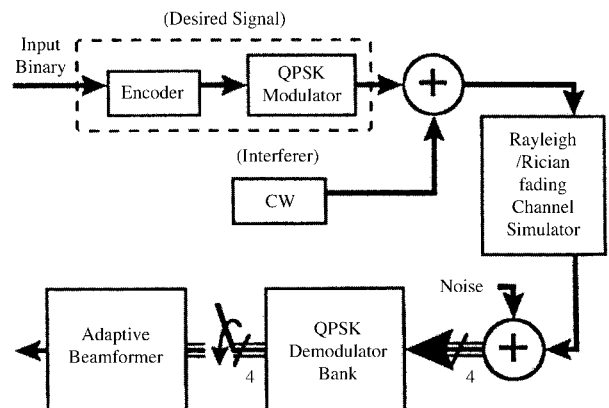 (Desired Signal)
Input
Binary
Encoder
QPSK
Modulator
+
(Interferer)
CW
Rayleigh
/Rician
fading
Channel
Simulator
Noise
+
4
QPSK
Demodulator
Bank
4
Adaptive
Beamformer